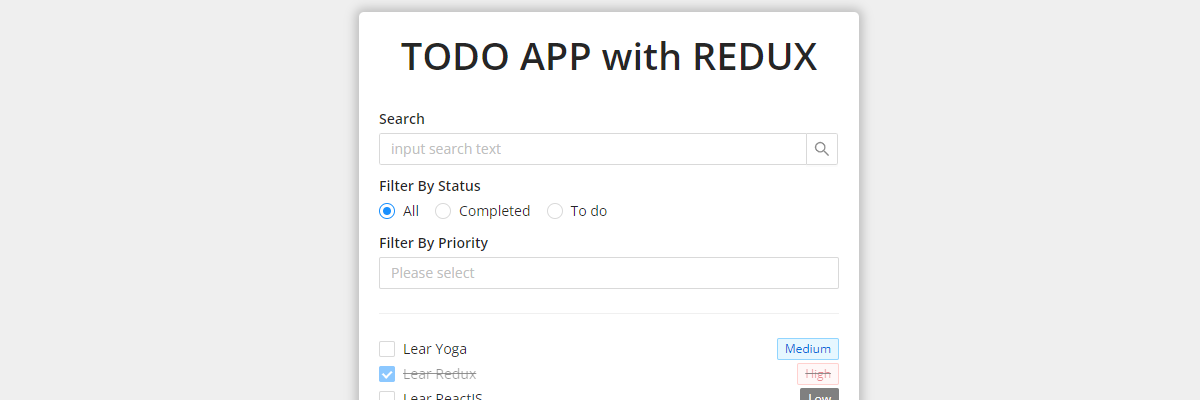 TODO APP with REDUX
Search
input search text
Filter By Status
All Completed To do
Filter By Priority
Please select
Lear Yoga Medium
Lear Redux High
Lear ReactJS Low